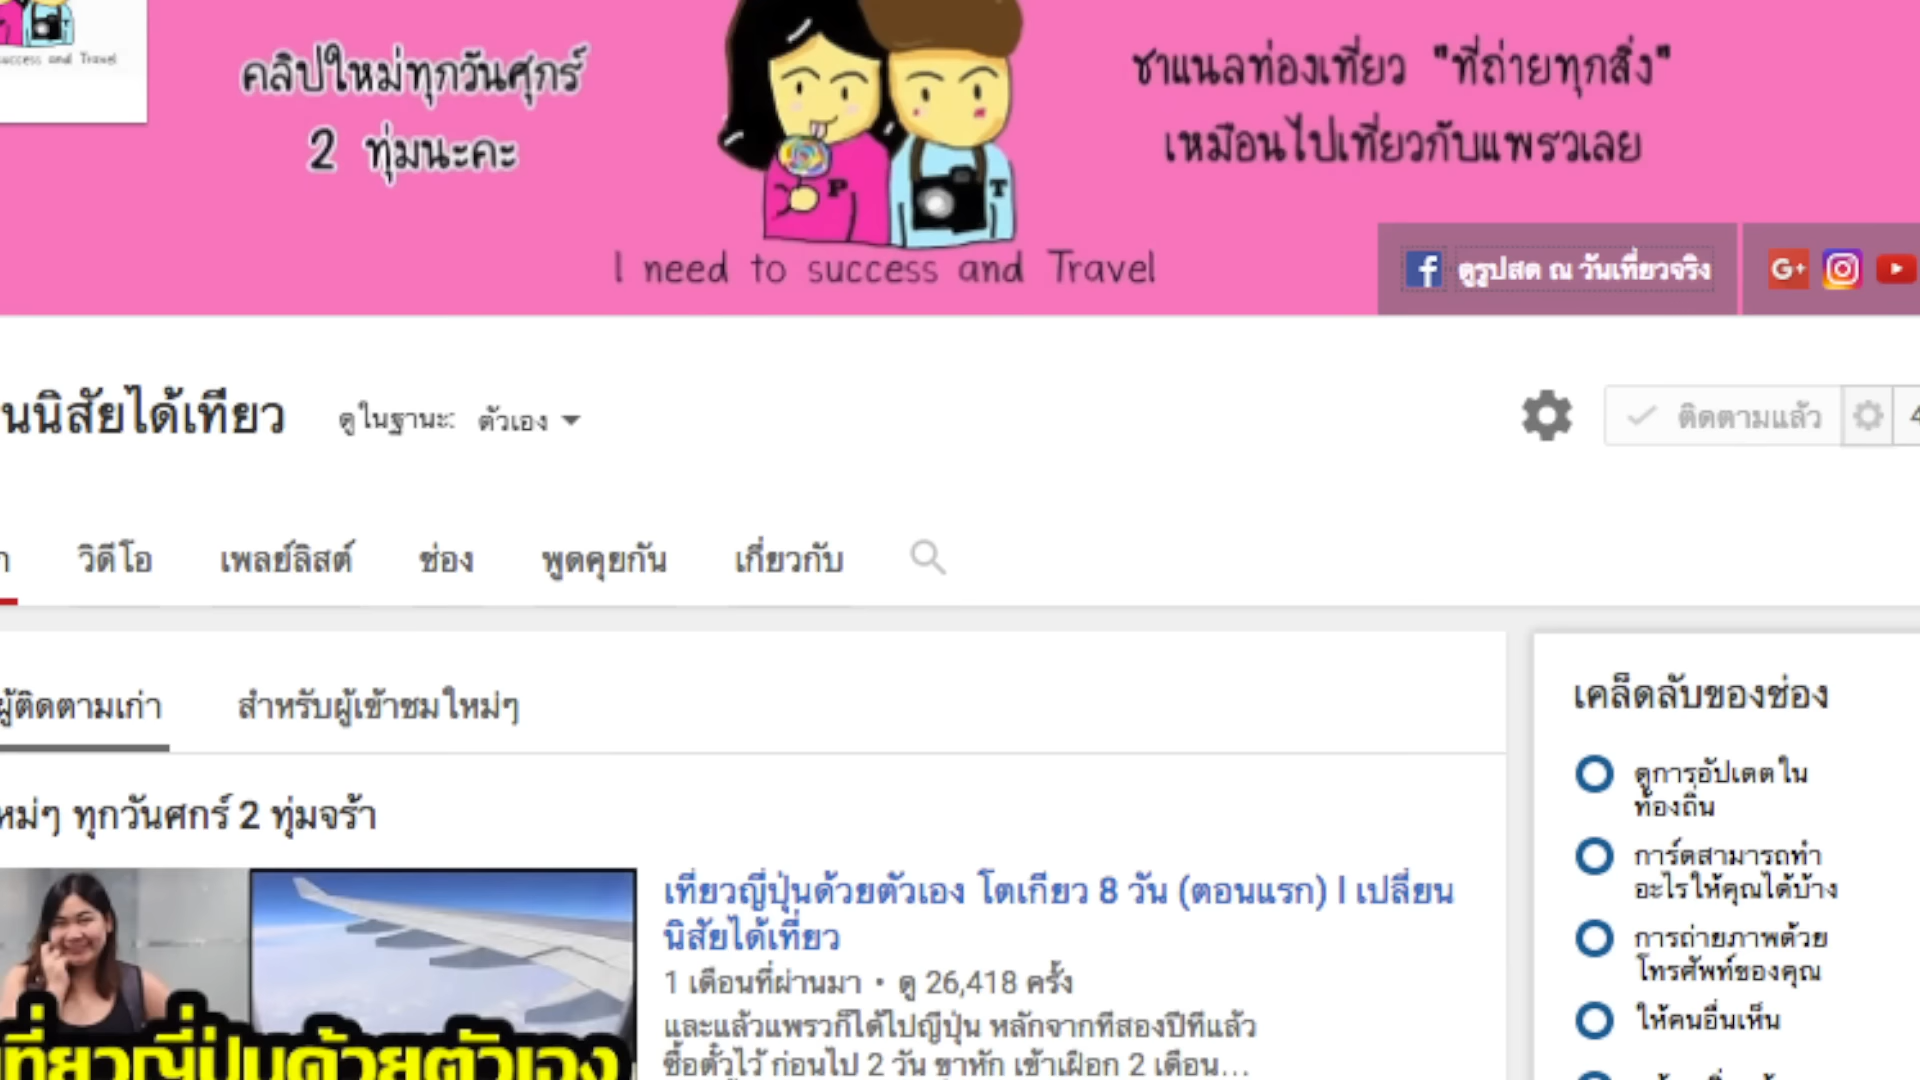 success and Travel
คลิปใหม่ทุกวันศุกร์
2 ทุ่มนะคะ
P
T
I need to success and Travel
ชาแนลท่องเที่ยว "ที่ถ่ายทุกสิ่ง"
เหมือนไปเที่ยวกับแพรวเลย
ดูรูปสด ณ วันเที่ยวจริง
นนิสัยได้เที่ยว
ดูในฐานะ: ตัวเอง
ติดตามแล้ว
วิดีโอ เพลย์ลิสต์ ช่อง พูดคุยกัน เกี่ยวกับ
ผู้ติดตามเก่า สำหรับผู้เข้าชมใหม่ๆ
หม่ๆ ทุกวันศกร์ 2 ทุ่มจร้า
เที่ยวญี่ปุ่นด้วยตัวเอง โตเกียว 8 วัน (ตอนแรก) l เปลี่ยน
นิสัยได้เที่ยว
1 เดือนที่ผ่านมา • ดู 26,418 ครั้ง
และแล้วแพรวก็ได้ไปญี่ปุ่น หลักจากที่สองปีที่แล้ว
ซื้อตั๋วไว้ ก่อนไป 2 วัน ขาหัก เข้าเฝือก 2 เดือน...
ที่ยวญี่ปุ่นด้วยตัวเอง
เคล็ดลับของช่อง
ดูการอัปเดตใน
ท้องถิ่น
การ์ดสามารถทำ
อะไรให้คุณได้บ้าง
การถ่ายภาพด้วย
โทรศัพท์ของคุณ
ให้คนอื่นเห็น